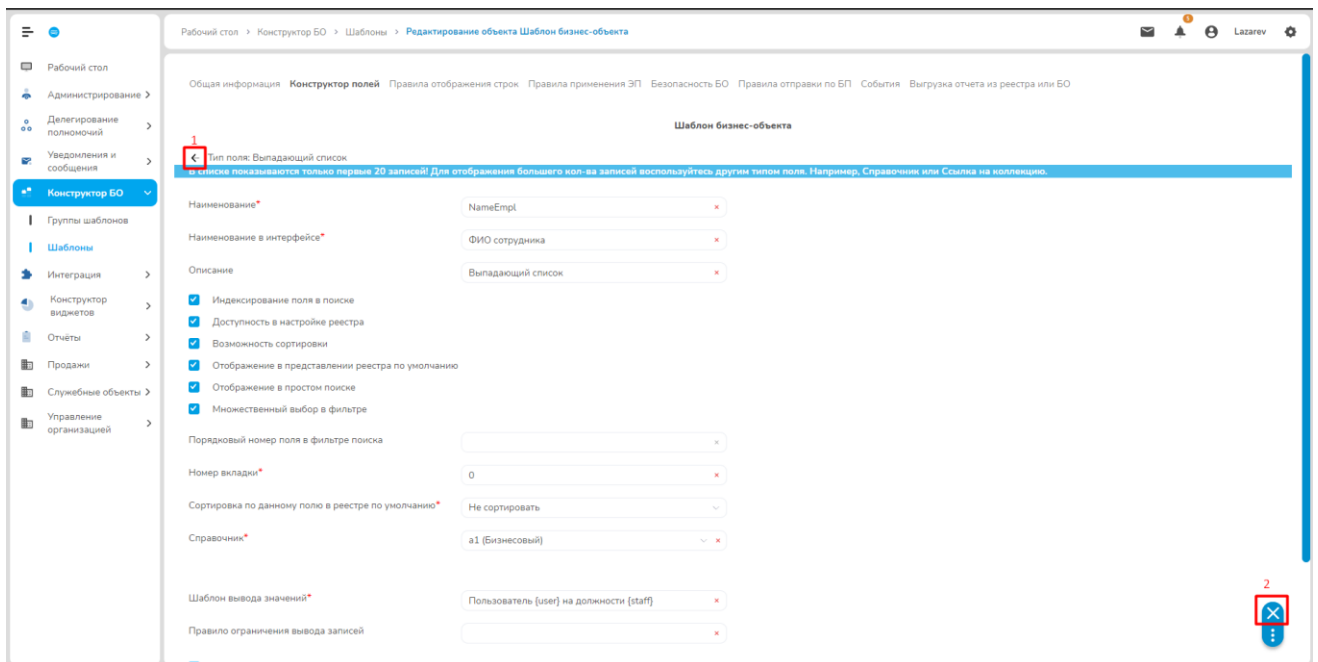 Рабочий стол > Конструктор БО > Шаблоны > Редактирование объекта Шаблон бизнес-объекта
1
Lazarev
Рабочий стол
Администрирование
Делегирование
полномочий
Уведомления и
сообщения
Конструктор БО
Группы шаблонов
Шаблоны
Интеграция
Конструктор
виджетов
Отчёты
Продажи
Служебные объекты
Управление
организацией
Общая информация Конструктор полей Правила отображения строк Правила применения ЭП Безопасность БО Правила отправки по БП События Выгрузка отчета из реестра или БО
Шаблон бизнес-объекта
1
Тип поля: Выпадающий список
В списке показываются только первые 20 записей! Для отображения большего кол-ва записей воспользуйтесь другим типом поля. Например, Справочник или Ссылка на коллекцию.
Наименование* NameEmpl
Наименование в интерфейсе* ФИО сотрудника
Описание Выпадающий список
Индексирование поля в поиске
Доступность в настройке реестра
Возможность сортировки
Отображение в представлении реестра по умолчанию
Отображение в простом поиске
Множественный выбор в фильтре
Порядковый номер поля в фильтре поиска
Номер вкладки* 0
Сортировка по данному полю в реестре по умолчанию* Не сортировать
Справочник* a1 (Бизнесовый)
2
Шаблон вывода значений* Пользователь {user} на должности {staff}
Правило ограничения вывода записей